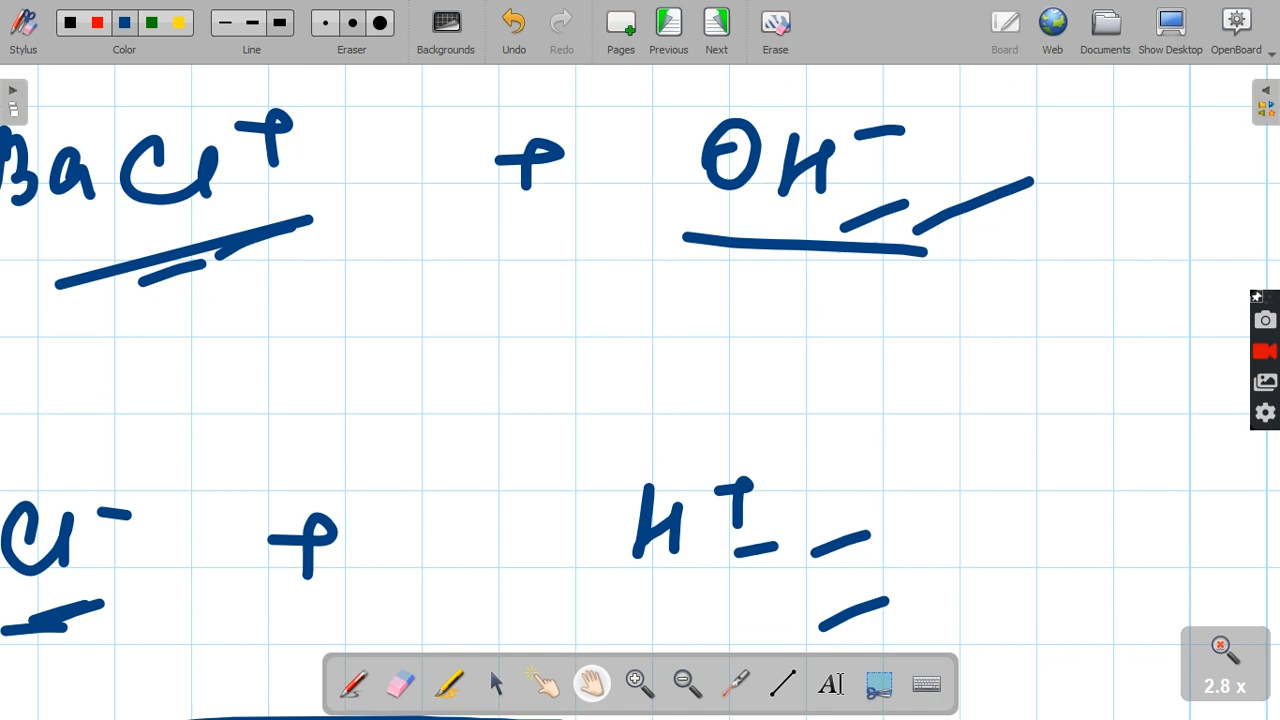 Stylus Color Line Eraser Backgrounds Undo Redo Pages Previous Next Erase Board Web Documents Show Desktop OpenBoard
BaCl⁺ + OH⁻
Cl⁻ + H⁺
AI
2.8 x